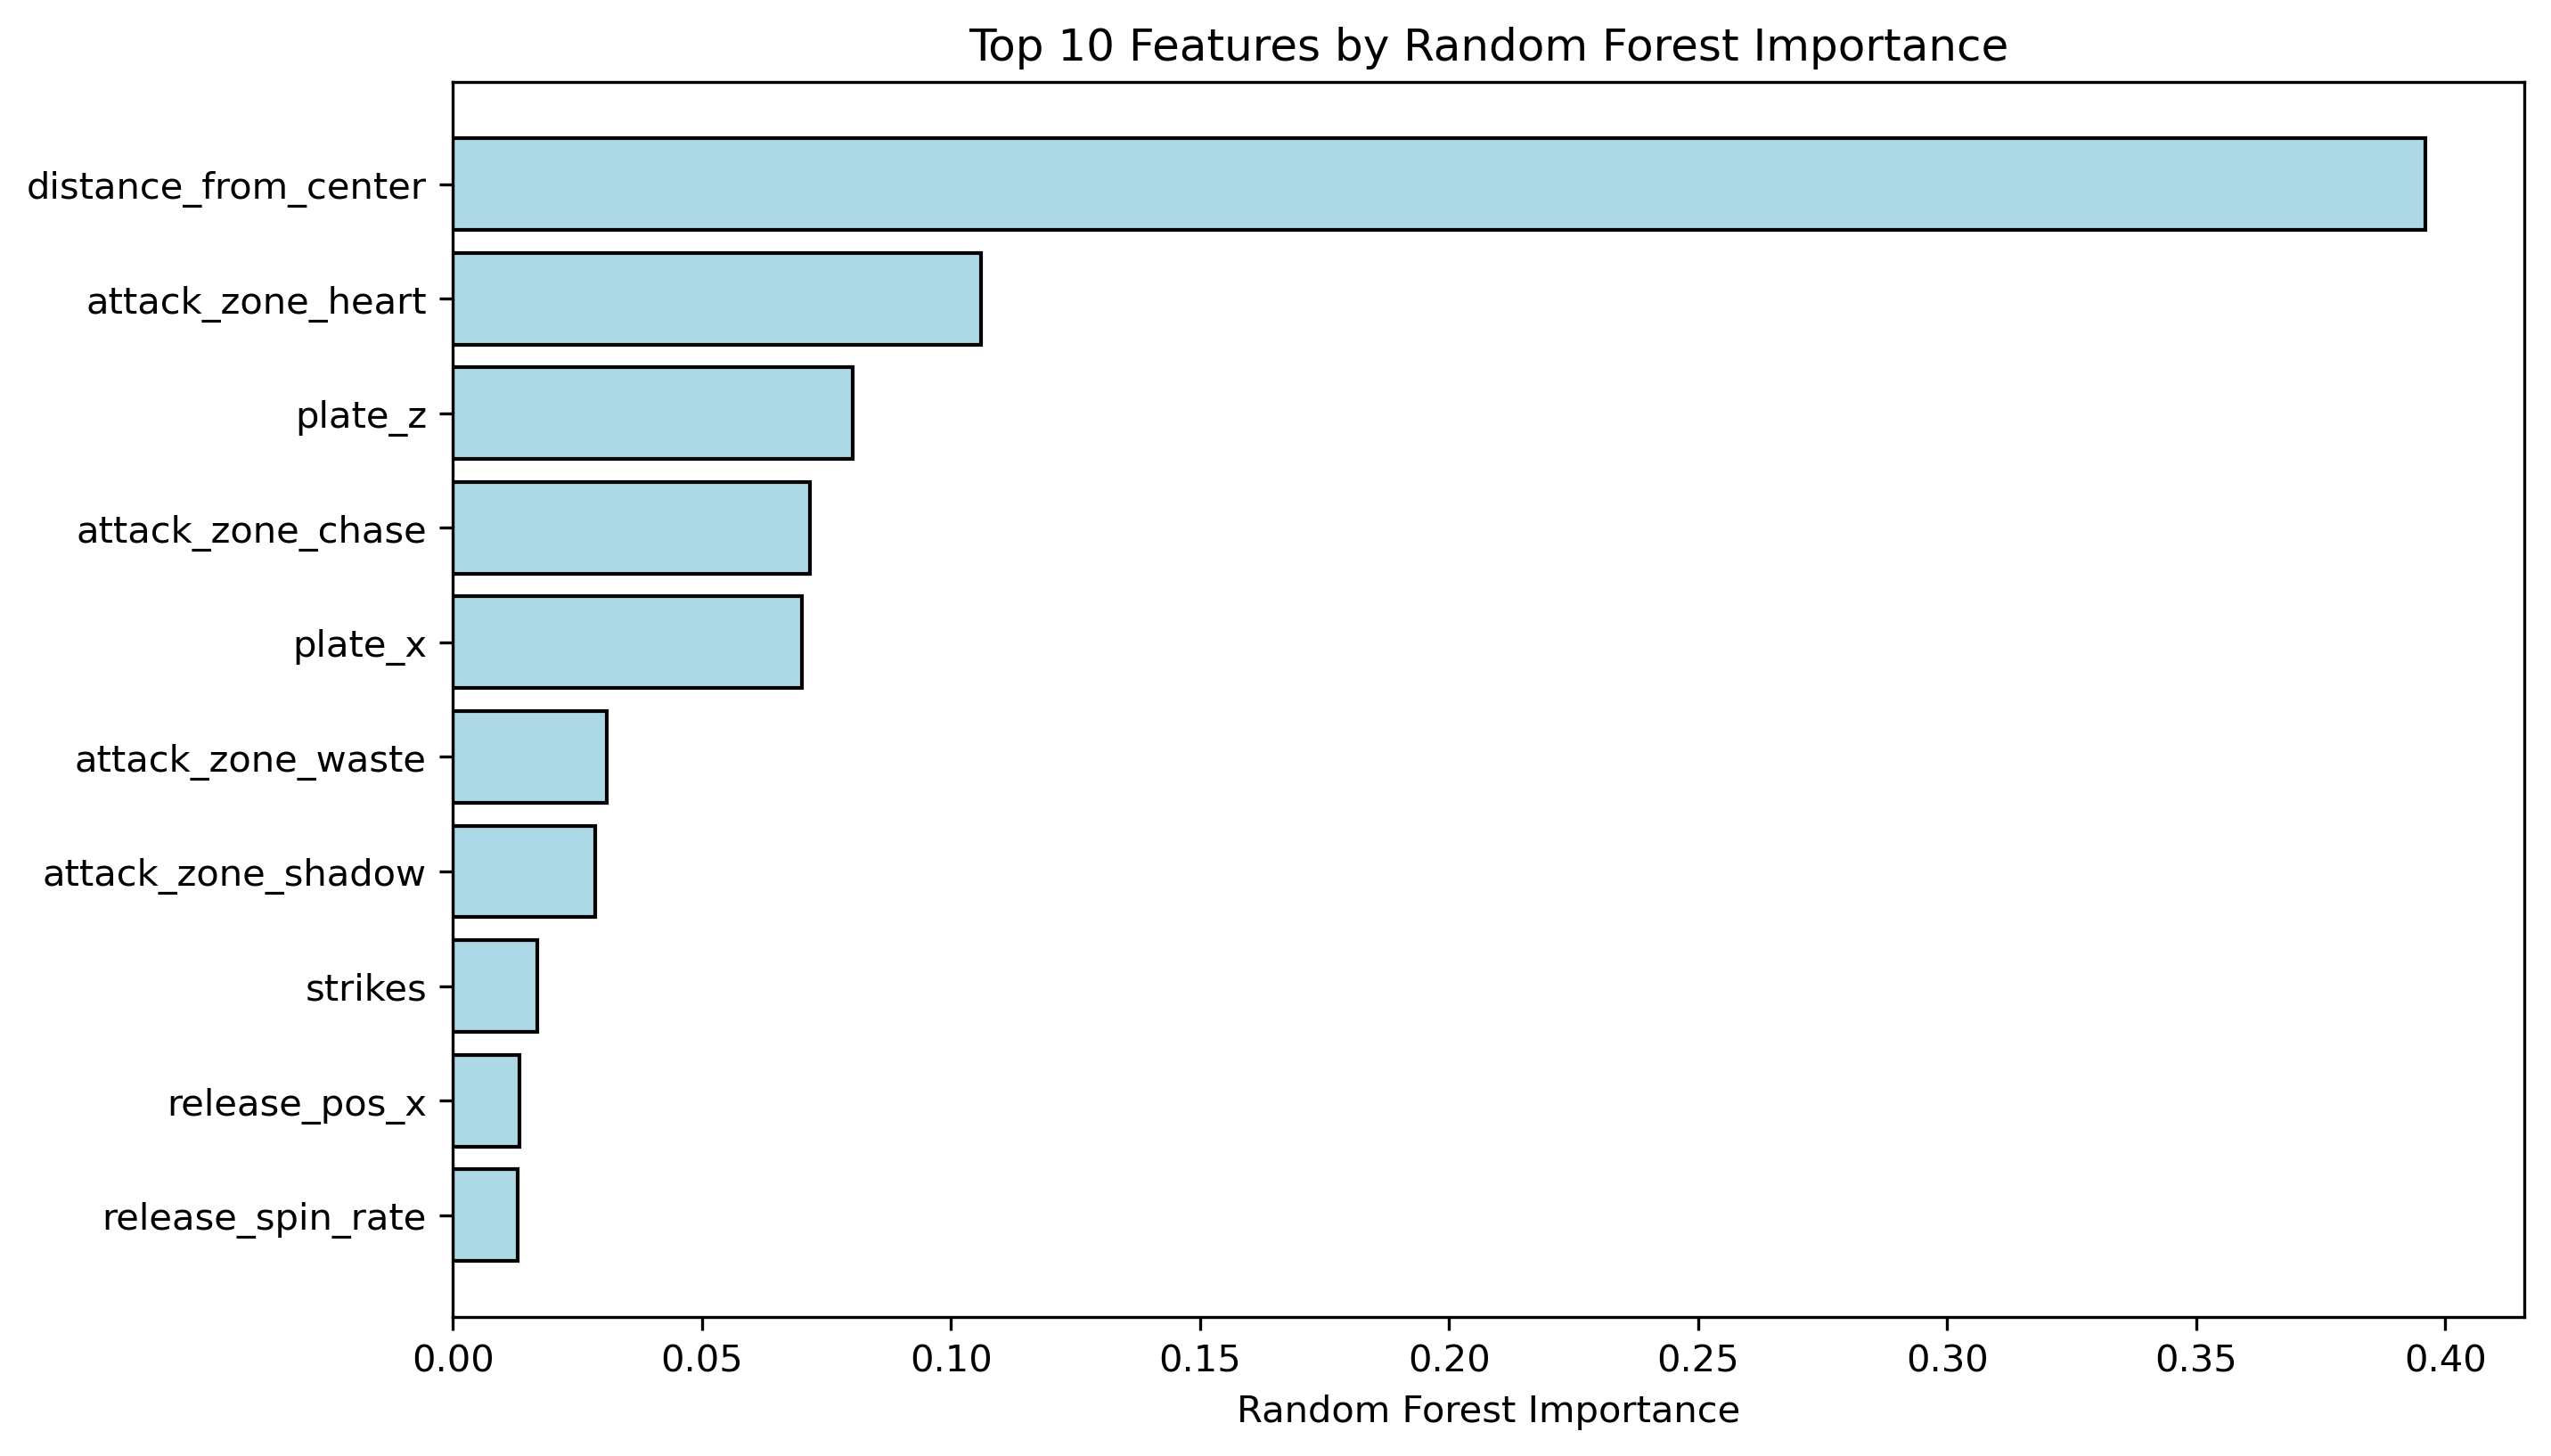 Top 10 Features by Random Forest Importance
distance_from_center
attack_zone_heart
plate_z
attack_zone_chase
plate_x
attack_zone_waste
attack_zone_shadow
strikes
release_pos_x
release_spin_rate
0.00 0.05 0.10 0.15 0.20 0.25 0.30 0.35 0.40
Random Forest Importance